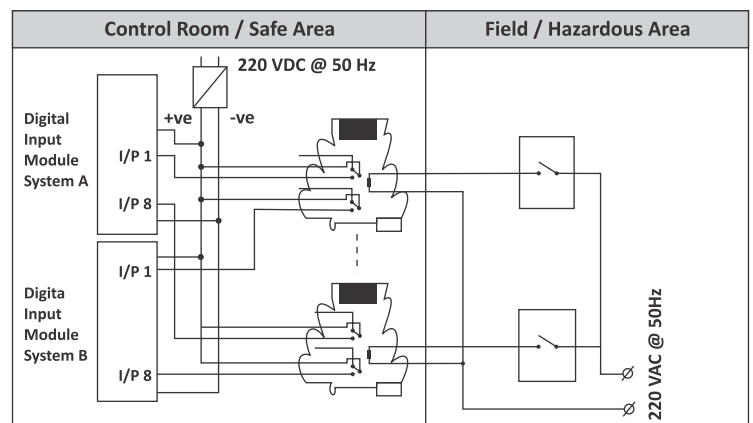 Control Room / Safe Area
Field / Hazardous Area
220 VDC @ 50 Hz
+ve
-ve
Digital
Input
Module
System A
I/P 1
I/P 8
Digita
Input
Module
System B
I/P 1
I/P 8
220 VAC @ 50Hz